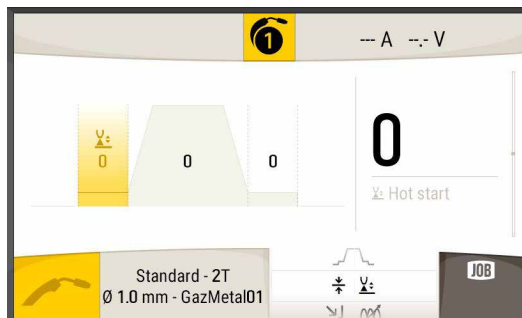 1
--- A --.- V
0
0
0
0
Hot start
Standard - 2T
Ø 1.0 mm - GazMetal01
JOB